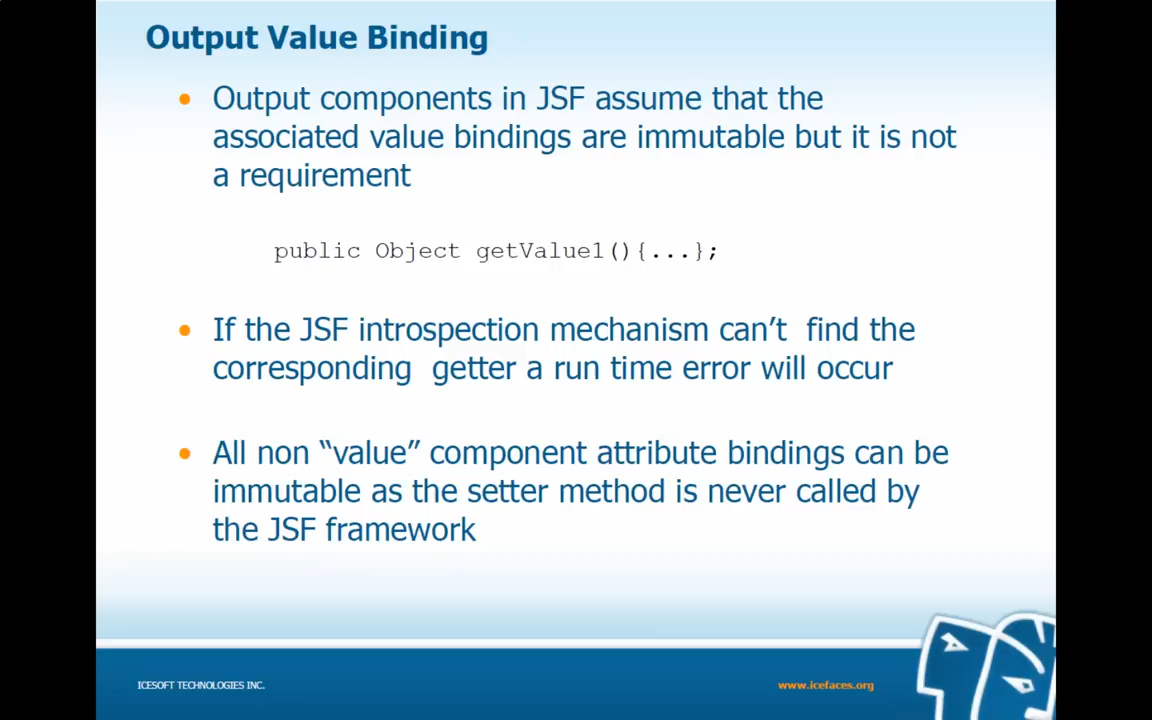 Output Value Binding
Output components in JSF assume that the
associated value bindings are immutable but it is not
a requirement
public Object getValue1(){...};
If the JSF introspection mechanism can’t  find the
corresponding  getter a run time error will occur
All non “value” component attribute bindings can be
immutable as the setter method is never called by
the JSF framework
ICESOFT TECHNOLOGIES INC.
www.icefaces.org